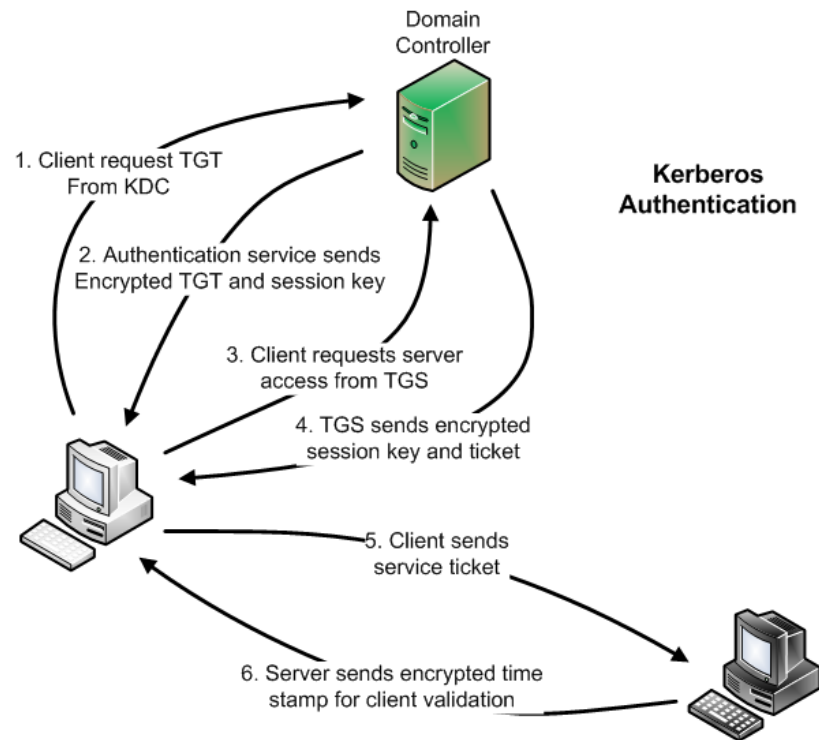 Domain
Controller
Kerberos
Authentication
1. Client request TGT
From KDC
2. Authentication service sends
Encrypted TGT and session key
3. Client requests server
access from TGS
4. TGS sends encrypted
session key and ticket
5. Client sends
service ticket
6. Server sends encrypted time
stamp for client validation